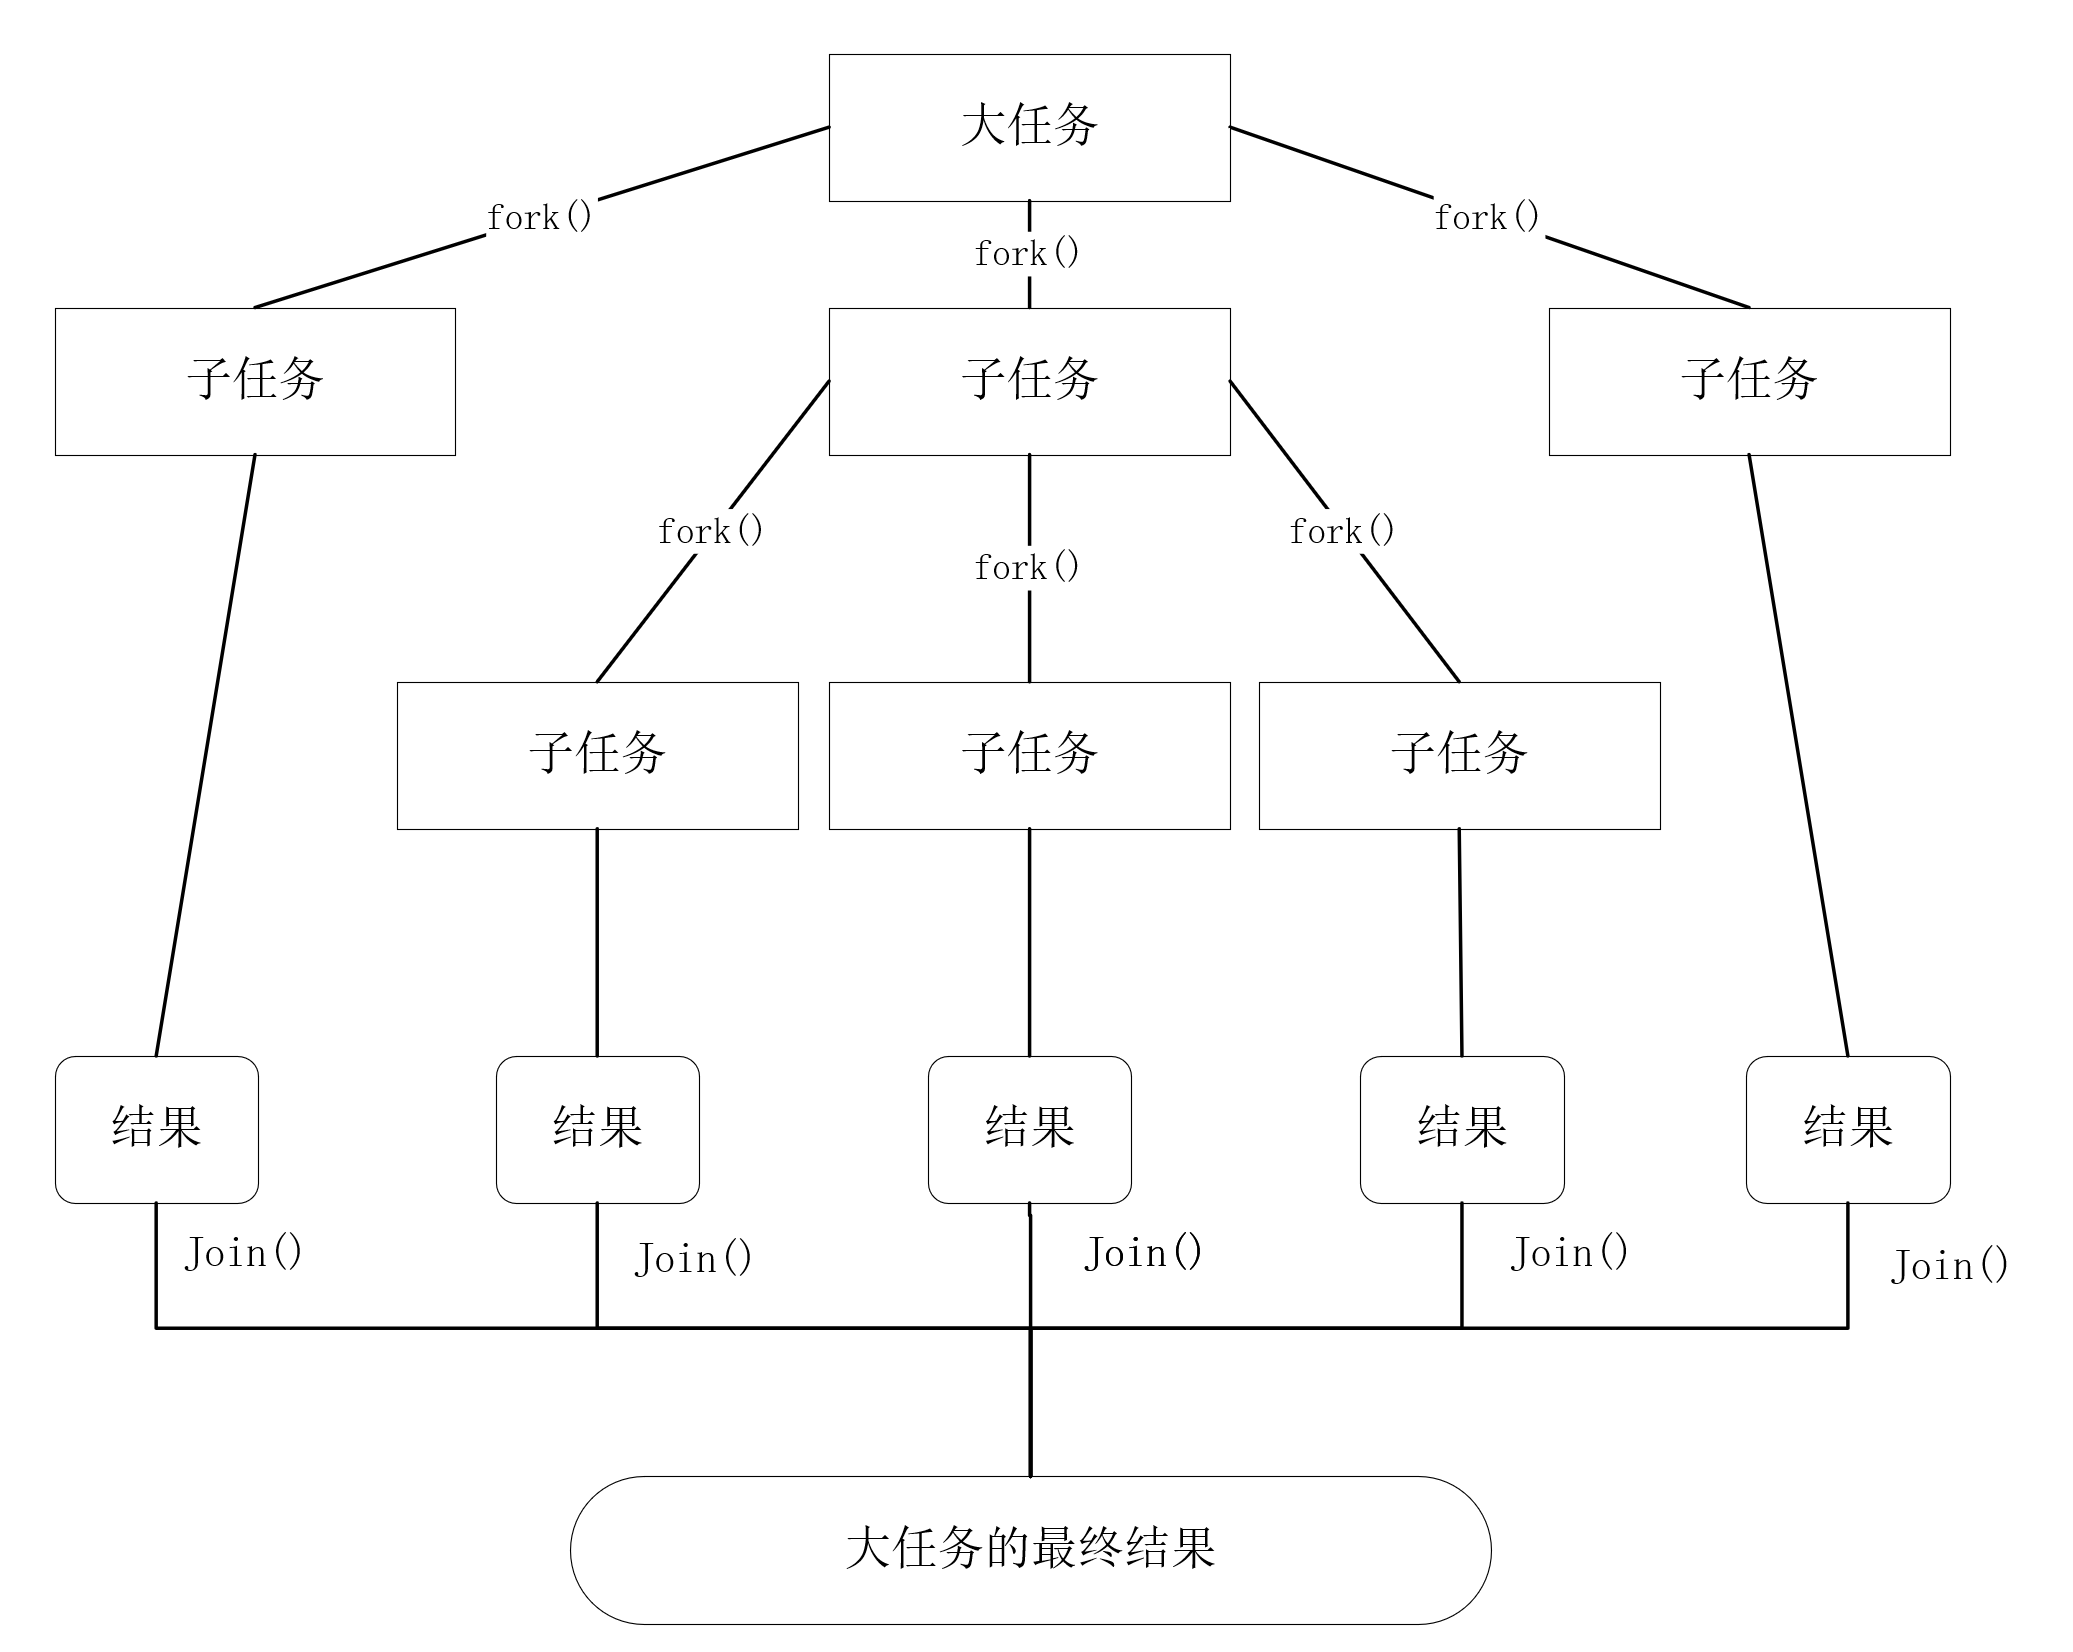 大任务
fork()
fork()
fork()
子任务
子任务
子任务
fork()
fork()
fork()
子任务
子任务
子任务
结果
结果
结果
结果
结果
Join()
Join()
Join()
Join()
Join()
大任务的最终结果